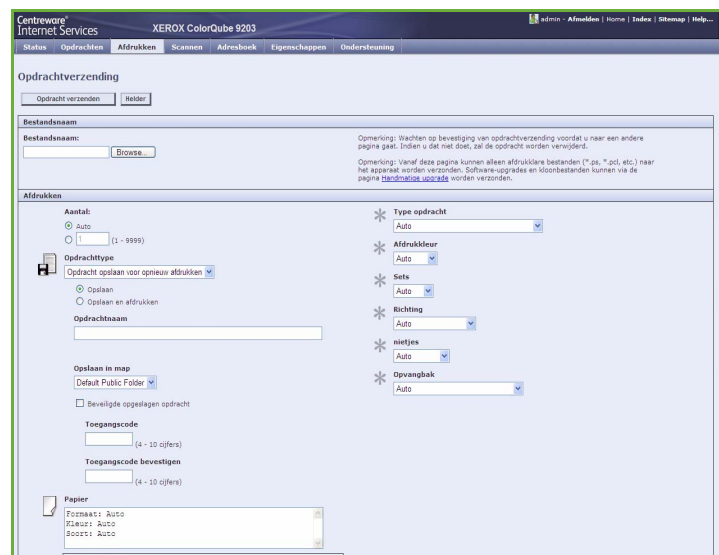 Centreware®
Internet Services
XEROX ColorQube 9203
admin - Afmelden | Home | Index | Sitemap | Help...
Status Opdrachten Afdrukken Scannen Adresboek Eigenschappen Ondersteuning
Opdrachtverzending
Opdracht verzenden Helder
Bestandsnaam
Bestandsnaam:
Browse...
Opmerking: Wachten op bevestiging van opdrachtverzending voordat u naar een andere
pagina gaat. Indien u dat niet doet, zal de opdracht worden verwijderd.
Opmerking: Vanaf deze pagina kunnen alleen afdrukklare bestanden (*.ps, *.pcl, etc.) naar
het apparaat worden verzonden. Software-upgrades en kloonbestanden kunnen via de
pagina Handmatige upgrade worden verzonden.
Afdrukken
Aantal:
Auto
1 (1 - 9999)
Opdrachttype
Opdracht opslaan voor opnieuw afdrukken
Opslaan
Opslaan en afdrukken
Opdrachtnaam
Opslaan in map
Default Public Folder
Beveiligde opgeslagen opdracht
Toegangscode
(4 - 10 cijfers)
Toegangscode bevestigen
(4 - 10 cijfers)
Papier
Formaat: Auto
Kleur: Auto
Soort: Auto
Type opdracht
Auto
Afdrukkleur
Auto
Sets
Auto
Richting
Auto
nietjes
Auto
Opvangbak
Auto